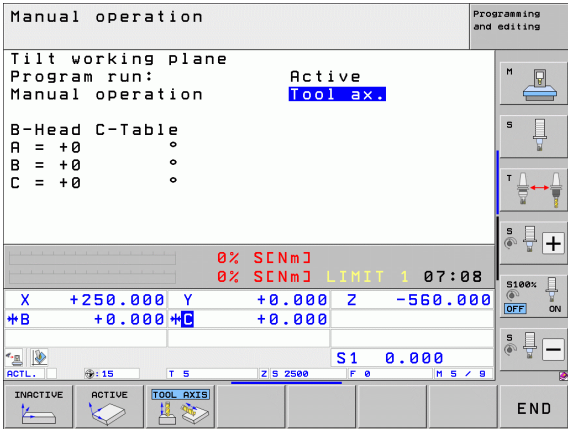 Manual operation
Programming
and editing
Tilt working plane
Program run: Active
Manual operation Tool ax.
B-Head C-Table
A = +0 °
B = +0 °
C = +0 °
0% S[Nm]
0% S[Nm] LIMIT 1 07:08
X +250.000 Y +0.000 Z -560.000
B +0.000 C +0.000
S1 0.000
ACTL. :15 T 5 Z S 2500 F 0 M 5 / 9
M
S
T
S +
S100%
OFF ON
S -
INACTIVE ACTIVE TOOL AXIS END